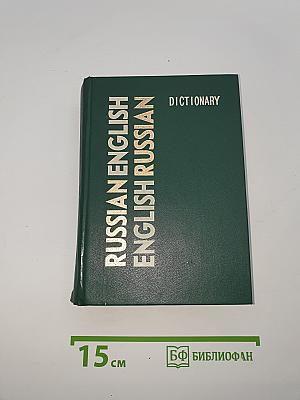 RUSSIAN ENGLISH
ENGLISH RUSSIAN
DICTIONARY
15 см
БФ БИБЛИОФАН